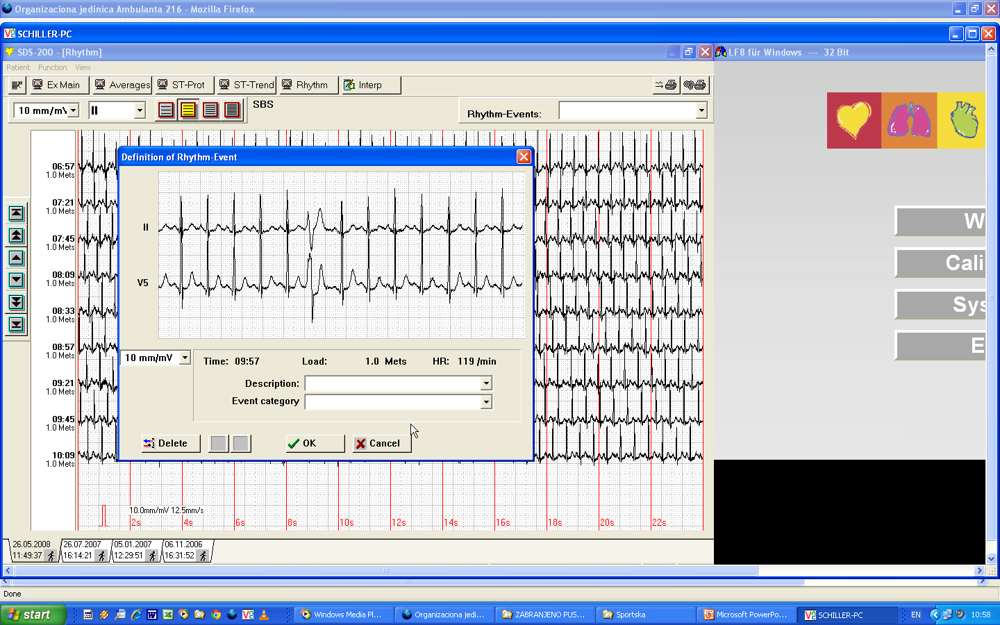 Organizaciona jedinica Ambulanta 216 - Mozilla Firefox
SCHILLER-PC
SDS-200 - [Rhythm]
LF8 für Windows --- 32 Bit
Patient Function View
Ex Main Averages ST-Prot ST-Trend Rhythm Interp
10 mm/m\ II SBS Rhythm-Events:
Definition of Rhythm-Event
II
V5
10 mm/mV
Time: 09:57 Load: 1.0 Mets HR: 119 /min
Description:
Event category
Delete OK Cancel
06:57
1.0 Mets
07:21
1.0 Mets
07:45
1.0 Mets
08:09
1.0 Mets
08:33
1.0 Mets
08:57
1.0 Mets
09:21
1.0 Mets
09:45
1.0 Mets
10:09
1.0 Mets
10.0mm/mV 12.5mm/s
2s 4s 6s 8s 10s 12s 14s 16s 18s 20s 22s
26.05.2008 26.07.2007 05.01.2007 06.11.2006
11:49:37 16:14:21 12:29:51 16:31:52
W
Cali
Sys
E
Done
start
Windows Media Pl...
Organizaciona jedi...
ZABRANJENO PUS...
Sportska
Microsoft PowerPo...
SCHILLER-PC
EN
10:58